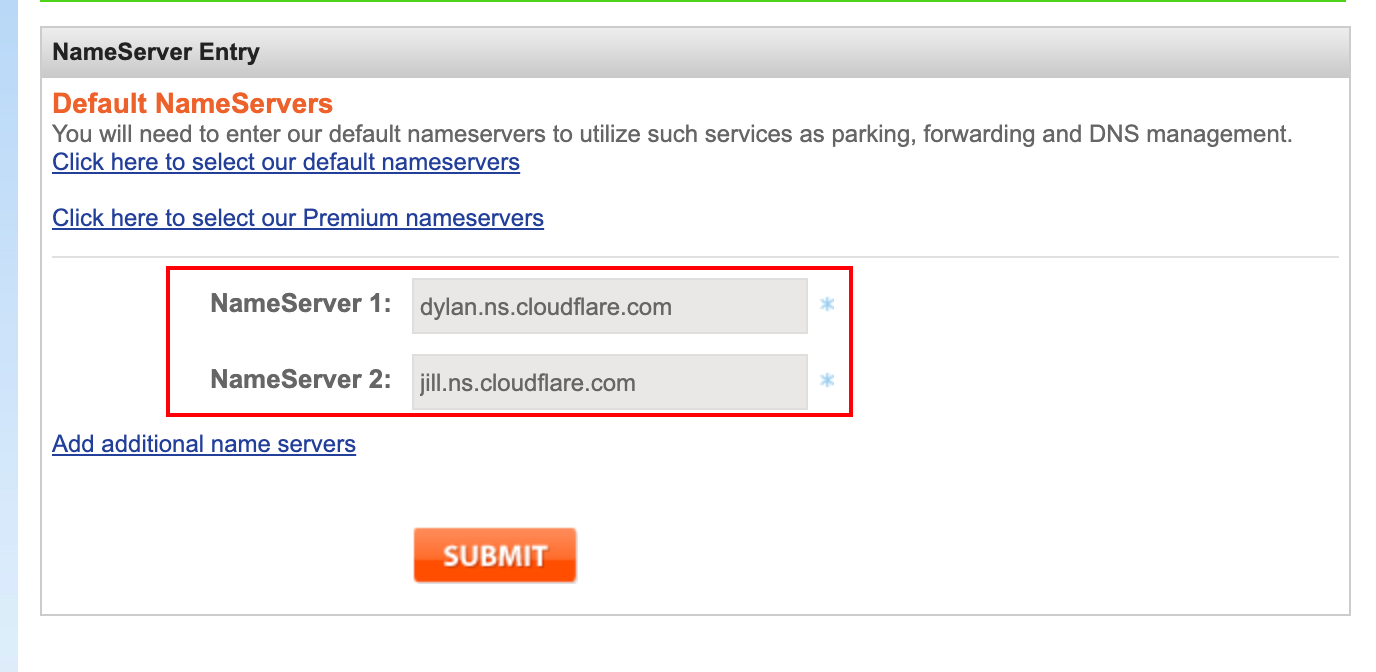 NameServer Entry
Default NameServers
You will need to enter our default nameservers to utilize such services as parking, forwarding and DNS management.
Click here to select our default nameservers
Click here to select our Premium nameservers
NameServer 1: dylan.ns.cloudflare.com *
NameServer 2: jill.ns.cloudflare.com *
Add additional name servers
SUBMIT